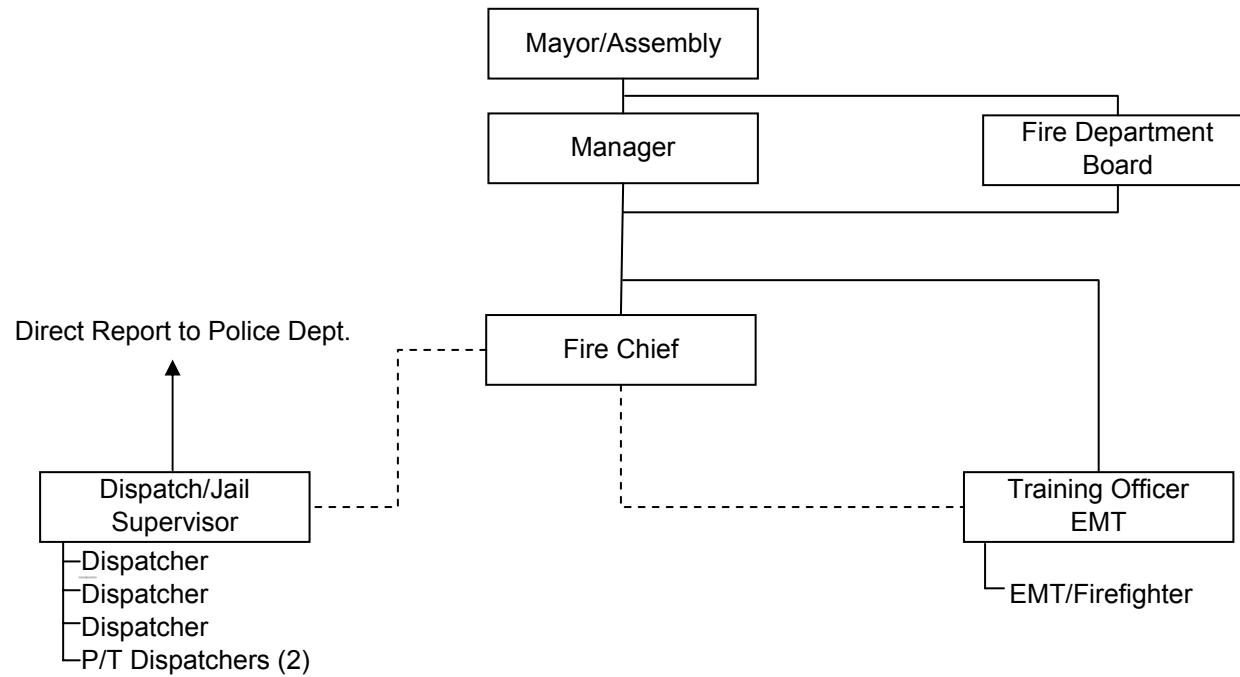 Mayor/Assembly
Manager
Fire Department
Board
Direct Report to Police Dept.
Fire Chief
Dispatch/Jail
Supervisor
Dispatcher
Dispatcher
Dispatcher
P/T Dispatchers (2)
Training Officer
EMT
EMT/Firefighter